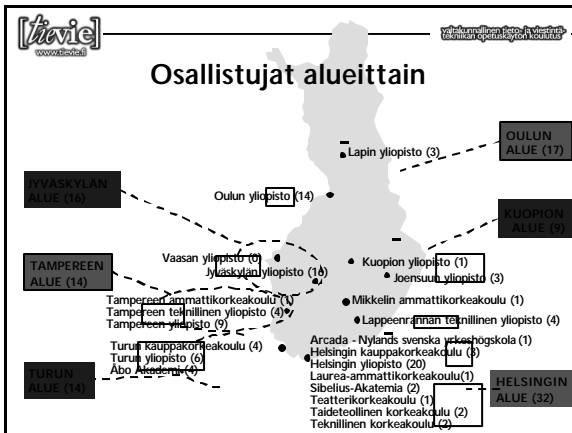 [tievie]
www.tievie.fi
valtakunnallinen tieto- ja viestintä-
tekniikan opetuskäytön koulutus
Osallistujat alueittain
OULUN
ALUE (17)
Lapin yliopisto (3)
JYVÄSKYLÄN
ALUE (16)
Oulun yliopisto (14)
KUOPION
ALUE (9)
Vaasan yliopisto (0)
Jyväskylän yliopisto (16)
Kuopion yliopisto (1)
Joensuun yliopisto (3)
TAMPEREEN
ALUE (14)
Tampereen ammattikorkeakoulu (1)
Tampereen teknillinen yliopisto (4)
Tampereen yliopisto (9)
Mikkelin ammattikorkeakoulu (1)
Lappeenrannan teknillinen yliopisto (4)
Turun kauppakorkeakoulu (4)
Turun yliopisto (6)
Åbo Akademi (4)
TURUN
ALUE (14)
Arcada - Nylands svenska yrkeshögskola (1)
Helsingin kauppakorkeakoulu (3)
Helsingin yliopisto (20)
Laurea-ammattikorkeakoulu(1)
Sibelius-Akatemia (2)
Teatterikorkeakoulu (1)
Taideteollinen korkeakoulu (2)
Teknillinen korkeakoulu (2)
HELSINGIN
ALUE (32)